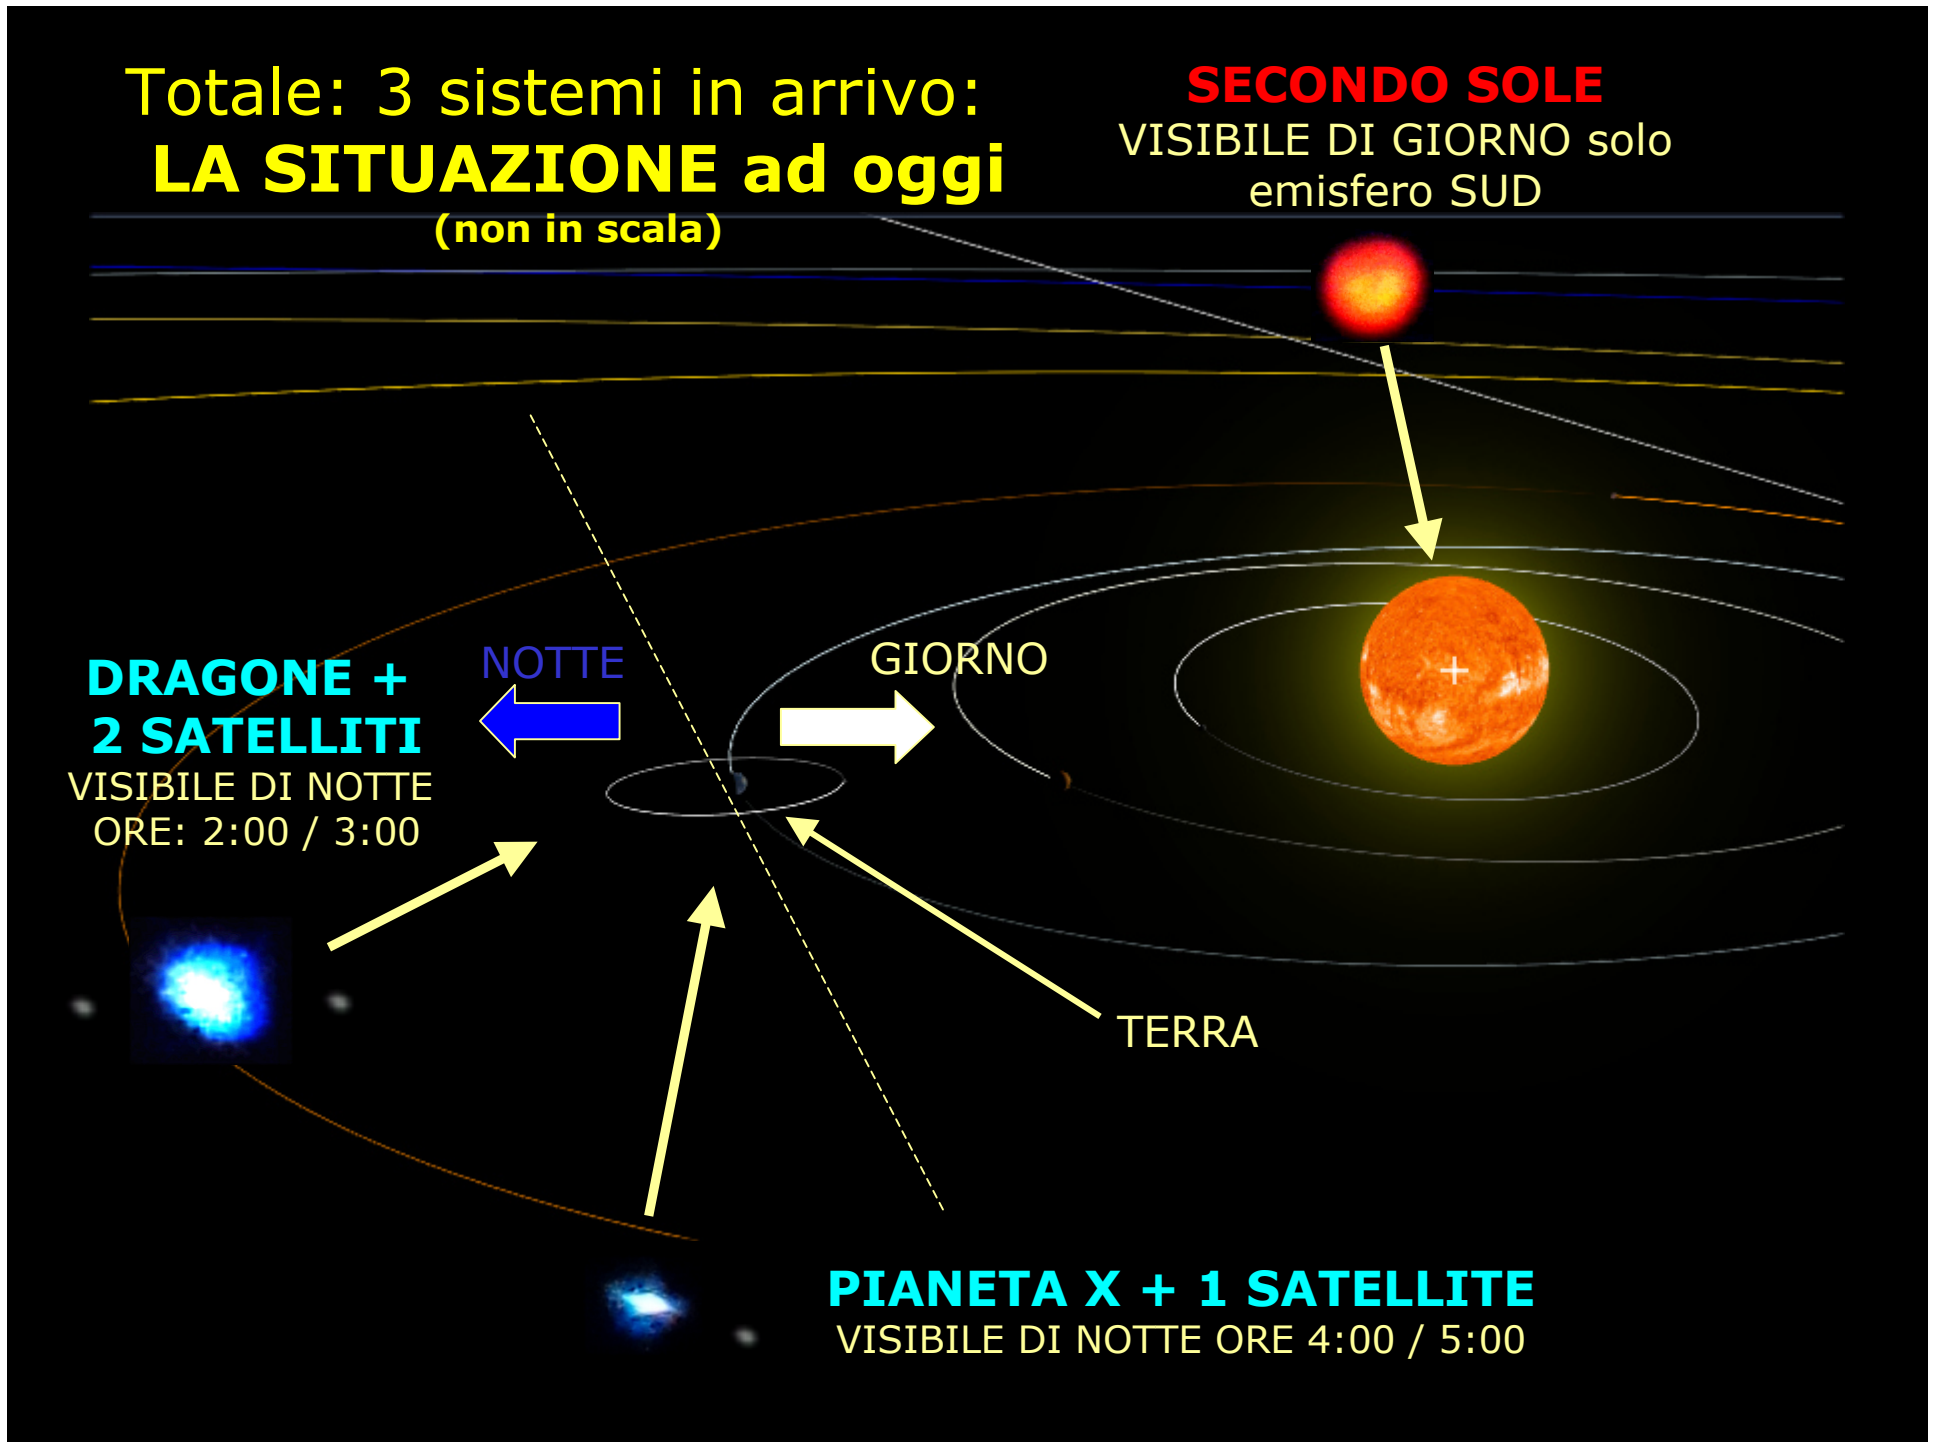 Totale: 3 sistemi in arrivo:
LA SITUAZIONE ad oggi
(non in scala)
SECONDO SOLE
VISIBILE DI GIORNO solo
emisfero SUD
NOTTE
GIORNO
DRAGONE +
2 SATELLITI
VISIBILE DI NOTTE
ORE: 2:00 / 3:00
TERRA
PIANETA X + 1 SATELLITE
VISIBILE DI NOTTE ORE 4:00 / 5:00